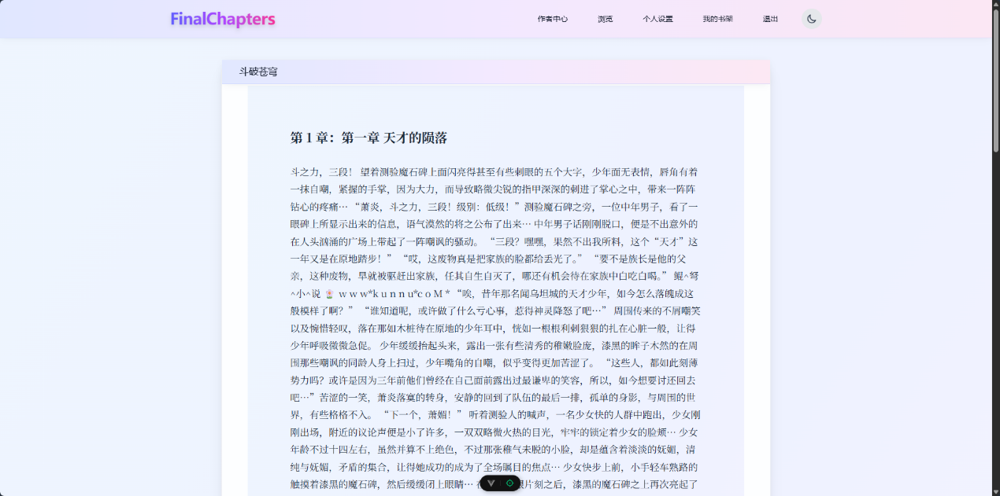 FinalChapters
作者中心 浏览 个人设置 我的书架 退出
斗破苍穹
第 1 章：第一章 天才的陨落
斗之力，三段！ 望着测验魔石碑上面闪亮得甚至有些刺眼的五个大字，少年面无表情，唇角有着
一抹自嘲，紧握的手掌，因为大力，而导致略微尖锐的指甲深深的刺进了掌心之中，带来一阵阵
钻心的疼痛… “萧炎，斗之力，三段！级别：低级！”测验魔石碑之旁，一位中年男子，看了一
眼碑上所显示出来的信息，语气漠然的将之公布了出来… 中年男子话刚刚脱口，便是不出意外的
在人头汹涌的广场上带起了一阵嘲讽的骚动。 “三段？嘿嘿，果然不出我所料，这个“天才”这
一年又是在原地踏步！” “哎，这废物真是把家族的脸都给丢光了。” “要不是族长是他的父
亲，这种废物，早就被驱赶出家族，任其自生自灭了，哪还有机会待在家族中白吃白喝。” 鲲^弩
^小^说 🌸 w w w*k u n n u*c o M * “唉，昔年那名闻乌坦城的天才少年，如今怎么落魄成这
般模样了啊？” “谁知道呢，或许做了什么亏心事，惹得神灵降怒了吧…” 周围传来的不屑嘲笑
以及惋惜轻叹，落在那如木桩待在原地的少年耳中，恍如一根根利刺狠狠的扎在心脏一般，让得
少年呼吸微微急促。 少年缓缓抬起头来，露出一张有些清秀的稚嫩脸庞，漆黑的眸子木然的在周
围那些嘲讽的同龄人身上扫过，少年嘴角的自嘲，似乎变得更加苦涩了。 “这些人，都如此刻薄
势力吗？或许是因为三年前他们曾经在自己面前露出过最谦卑的笑容，所以，如今想要讨还回去
吧…”苦涩的一笑，萧炎落寞的转身，安静的回到了队伍的最后一排，孤单的身影，与周围的世
界，有些格格不入。 “下一个，萧媚！” 听着测验人的喊声，一名少女快的人群中跑出，少女刚
刚出场，附近的议论声便是小了许多，一双双略微火热的目光，牢牢的锁定着少女的脸颊… 少女
年龄不过十四左右，虽然并算不上绝色，不过那张稚气未脱的小脸，却是蕴含着淡淡的妩媚，清
纯与妩媚，矛盾的集合，让得她成功的成为了全场瞩目的焦点… 少女快步上前，小手轻车熟路的
触摸着漆黑的魔石碑，然后缓缓闭上眼睛… 片刻之后，漆黑的魔石碑之上再次亮起了